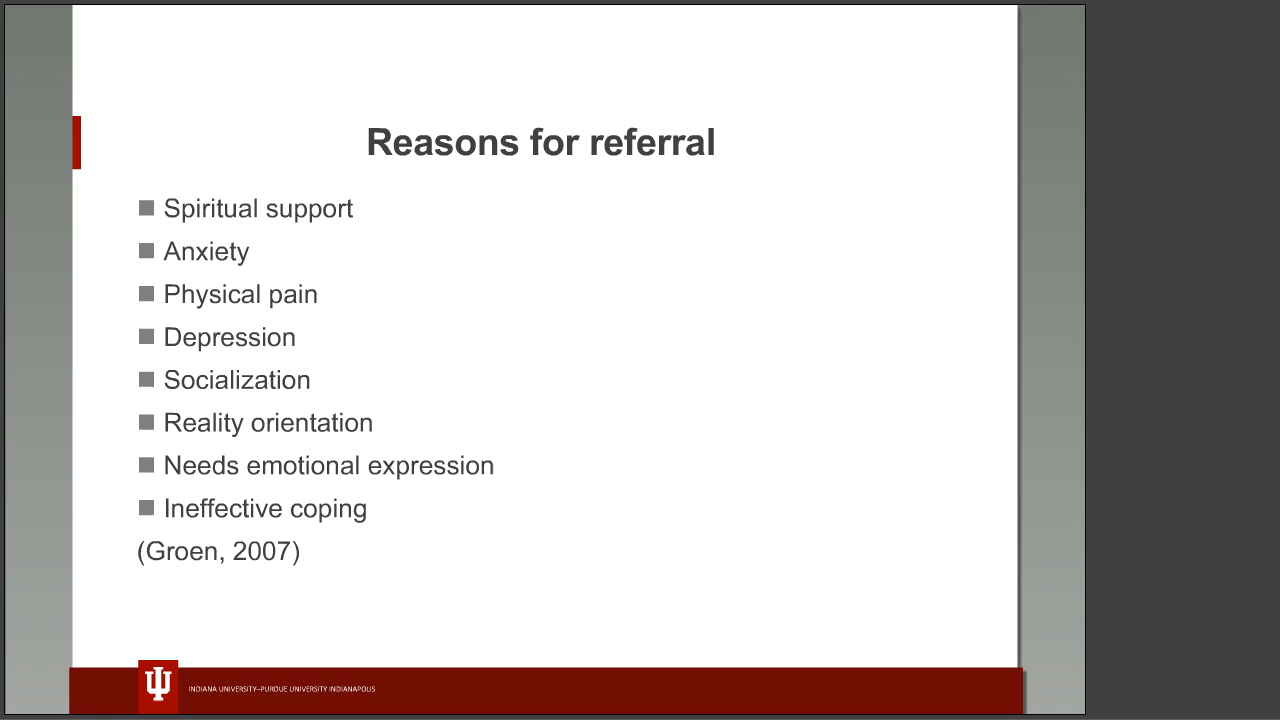 Reasons for referral
Spiritual support
Anxiety
Physical pain
Depression
Socialization
Reality orientation
Needs emotional expression
Ineffective coping
(Groen, 2007)
INDIANA UNIVERSITY–PURDUE UNIVERSITY INDIANAPOLIS